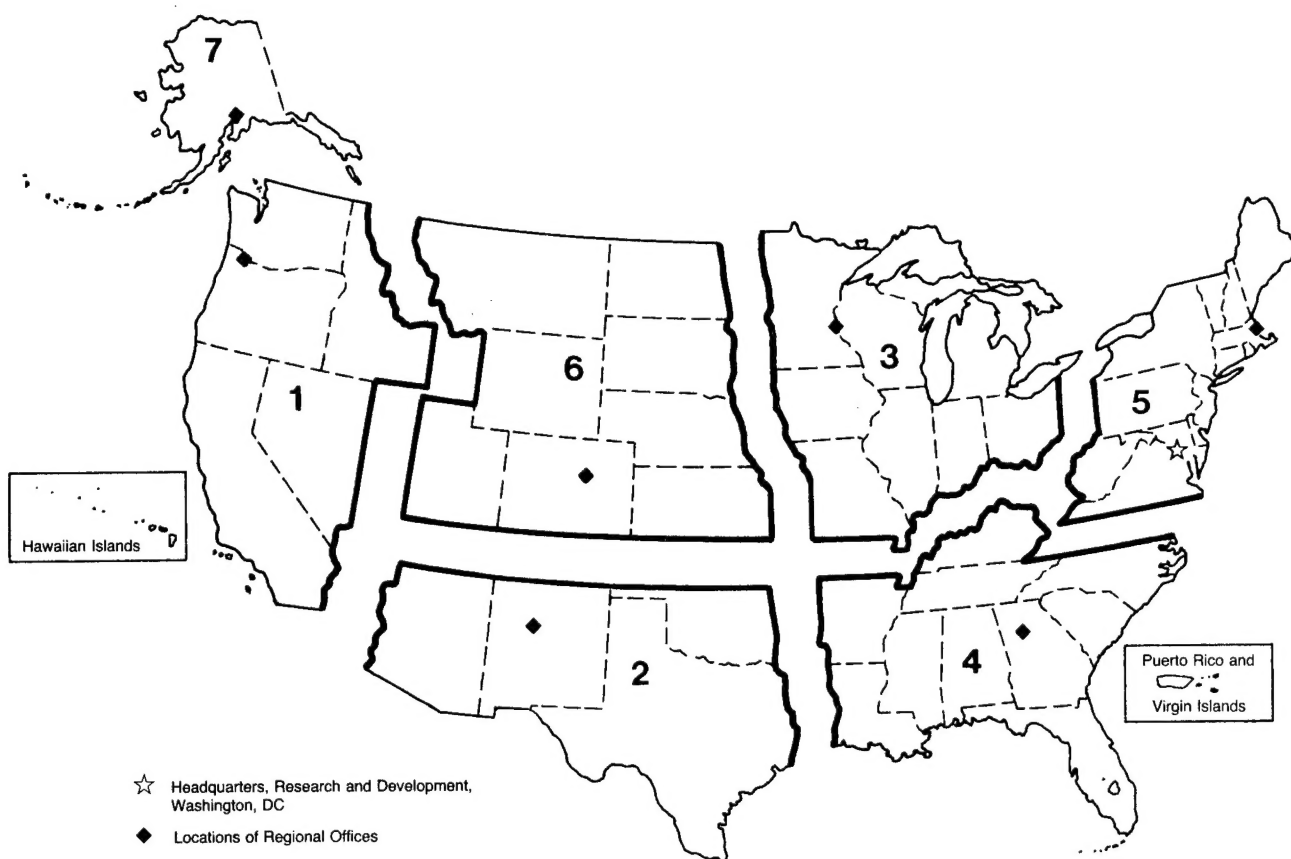 7
6
3
1
5
Hawaiian Islands
2
4
Puerto Rico and
Virgin Islands
Headquarters, Research and Development,
Washington, DC
Locations of Regional Offices